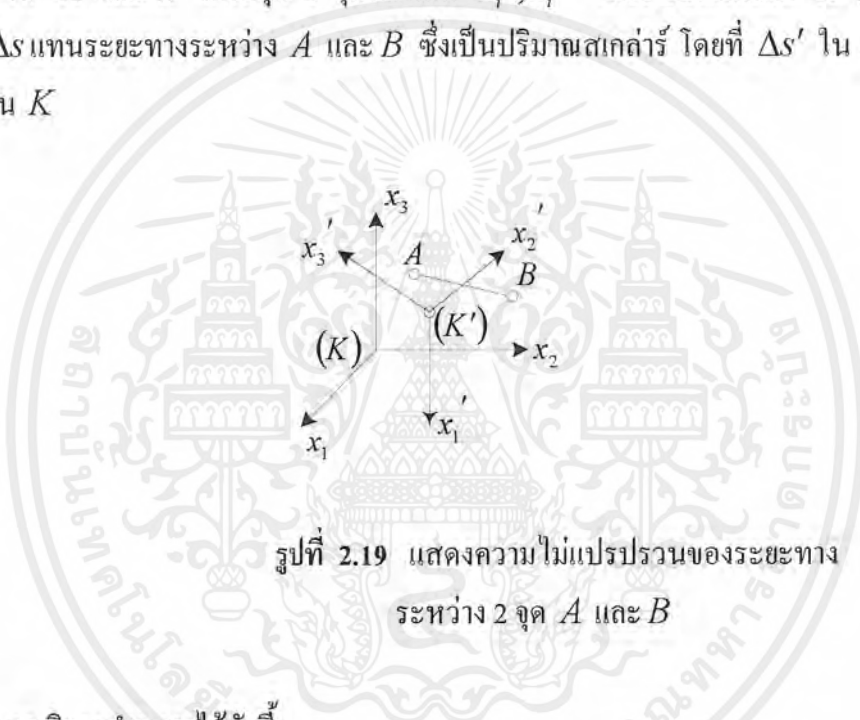 Δs แทนระยะทางระหว่าง A และ B ซึ่งเป็นปริมาณสเกล่าร์ โดยที่ Δs′ ใน
น K
x₃
x₃′
A
x₂′
B
(K)
(K′)
x₂
x₁
x₁′
รูปที่ 2.19 แสดงความไม่แปรปรวนของระยะทาง
ระหว่าง 2 จุด A และ B